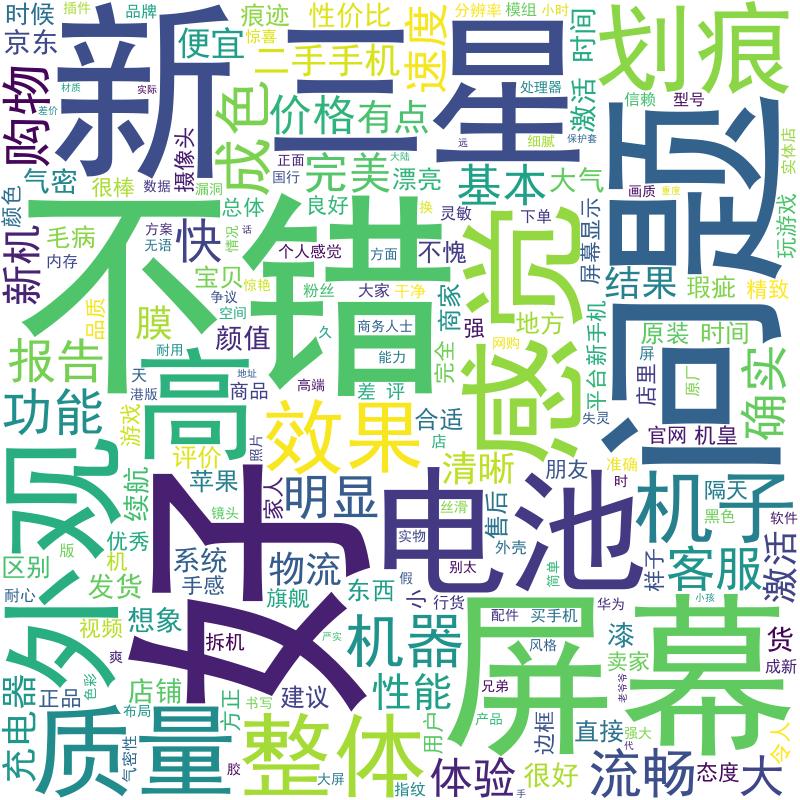 时候
插件
品牌
痕迹
性价比
分辨率
模组
小时
京东
便宜
惊喜
二手手机
速度
时间
划痕
新
三星
购物
材质
差价
实际
摄像头
成色
价格
有点
处理器
激活
信赖
型号
远
细腻
保护套
实体店
气密
很棒
数据
漏洞
正面
国行
大陆
完美
漂亮
基本
大气
画质
重度
颜色
总体
良好
换
灵敏
下单
玩游戏
新机
毛病
方案
无语
内存
快
情况
话
个人感觉
方面
不愧
屏幕显示
问题
不错
感觉
宝贝
惊艳
粉丝
大家
干净
商家
结果
瑕疵
精致
品质
膜
争议
空间
颜值
久
商务人士
强
地方
平台
新手机
原装
时间
报告
耐用
能力
完全
网购
屏
店里
原厂
确实
天
港版
高
地址
商品
高端
差
评
功能
游戏
效果
合适
店
失灵
官网
机皇
外观
评价
照片
清晰
朋友
准确
时
续航
苹果
镜头
家人
明显
丝滑
售后
机子
隔天
黑色
软件
好
电池
优秀
版
区别
机
系统
手感
物流
实物
外壳
别太
简单
样子
客服
激活
耐心
发货
旗舰
东西
假
小
行货
配件
买手机
华为
小孩
视频
想象
爽
拆机
严实
机器
风格
漆
货
屏幕
卖家
成新
充电器
正品
色彩
店铺
方正
书写
建议
性能
兄弟
老爷爷
布局
质量
气密性
整体
用户
产品
边框
直接
强大
代
令人
胶
大屏
指纹
体验
很好
手
流畅
态度
大